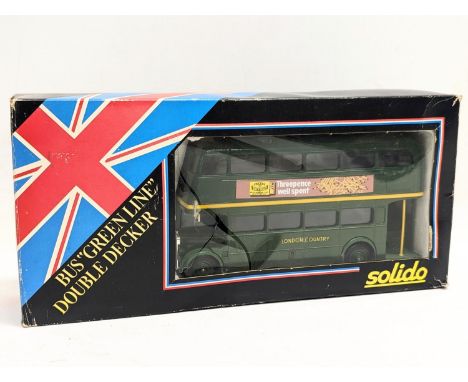 BUS "GREEN LINE"
DOUBLE DECKER
Threepence
well spent
LONDON COUNTRY
solido